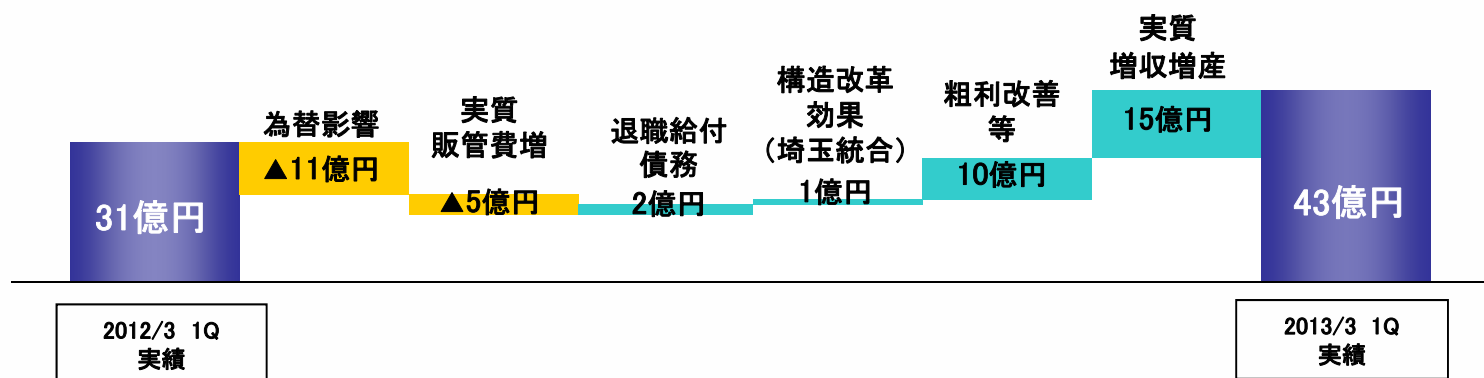 31億円
2012/3 1Q
実績
為替影響
▲11億円
実質
販管費増
▲5億円
退職給付
債務
2億円
構造改革
効果
（埼玉統合）
1億円
粗利改善
等
10億円
実質
増収増産
15億円
43億円
2013/3 1Q
実績